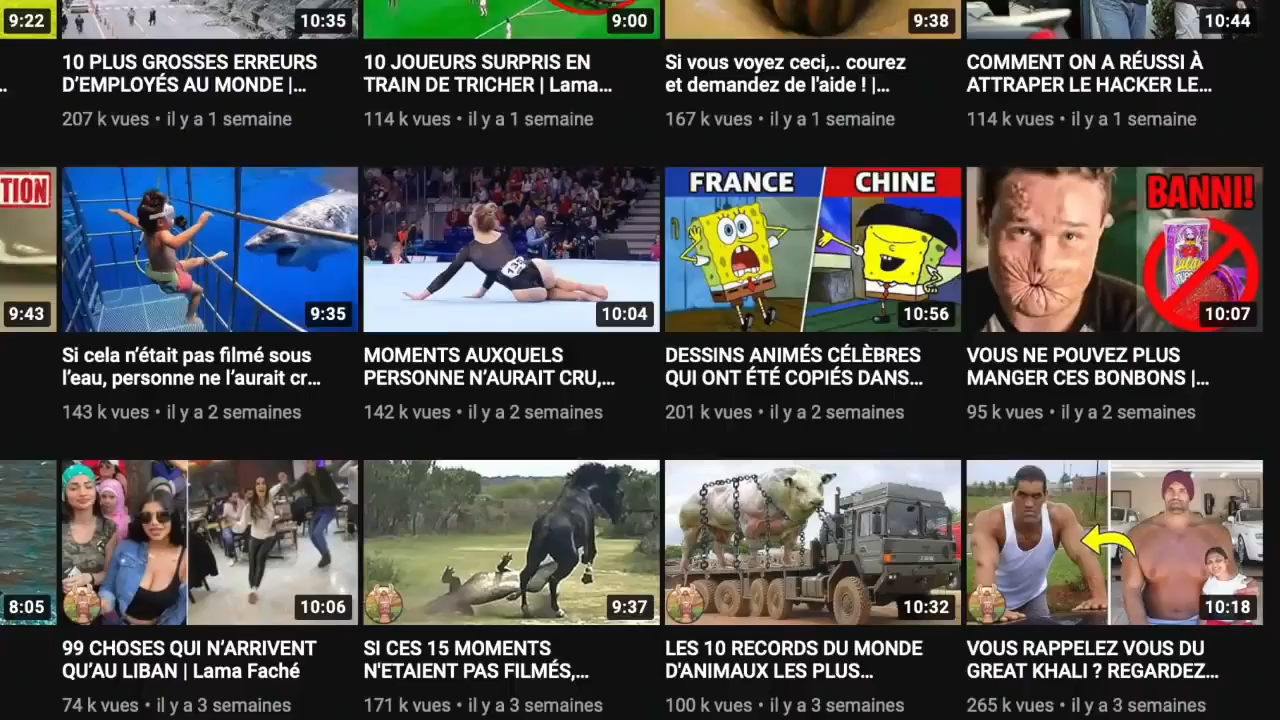 9:22
10:35
9:00
9:38
10:44
10 PLUS GROSSES ERREURS
D’EMPLOYÉS AU MONDE |...
207 k vues • il y a 1 semaine
10 JOUEURS SURPRIS EN
TRAIN DE TRICHER | Lama...
114 k vues • il y a 1 semaine
Si vous voyez ceci,.. courez
et demandez de l'aide ! |...
167 k vues • il y a 1 semaine
COMMENT ON A RÉUSSI À
ATTRAPER LE HACKER LE...
114 k vues • il y a 1 semaine
TION
9:43
9:35
10:04
FRANCE
CHINE
10:56
BANNI!
10:07
Si cela n’était pas filmé sous
l’eau, personne ne l’aurait cr...
143 k vues • il y a 2 semaines
MOMENTS AUXQUELS
PERSONNE N’AURAIT CRU,...
142 k vues • il y a 2 semaines
DESSINS ANIMÉS CÉLÈBRES
QUI ONT ÉTÉ COPIÉS DANS...
201 k vues • il y a 2 semaines
VOUS NE POUVEZ PLUS
MANGER CES BONBONS |...
95 k vues • il y a 2 semaines
8:05
10:06
9:37
10:32
10:18
99 CHOSES QUI N’ARRIVENT
QU’AU LIBAN | Lama Faché
74 k vues • il y a 3 semaines
SI CES 15 MOMENTS
N'ETAIENT PAS FILMÉS,...
171 k vues • il y a 3 semaines
LES 10 RECORDS DU MONDE
D'ANIMAUX LES PLUS...
100 k vues • il y a 3 semaines
VOUS RAPPELEZ VOUS DU
GREAT KHALI ? REGARDEZ...
265 k vues • il y a 3 semaines